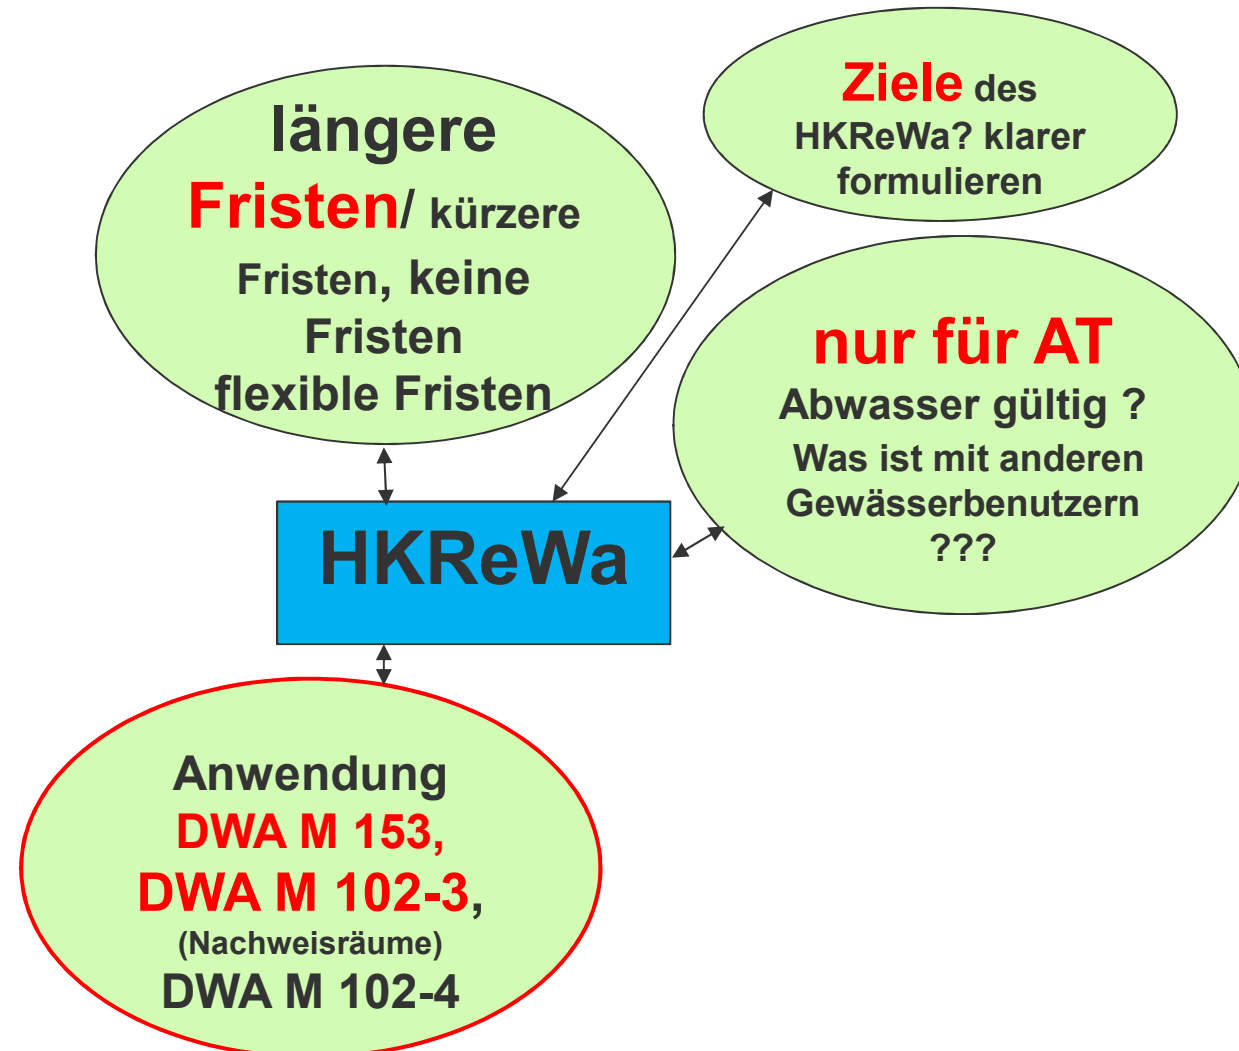 längere
Fristen/ kürzere
Fristen, keine
Fristen
flexible Fristen
Ziele des
HKReWa? klarer
formulieren
nur für AT
Abwasser gültig ?
Was ist mit anderen
Gewässerbenutzern
???
HKReWa
Anwendung
DWA M 153,
DWA M 102-3,
(Nachweisräume)
DWA M 102-4